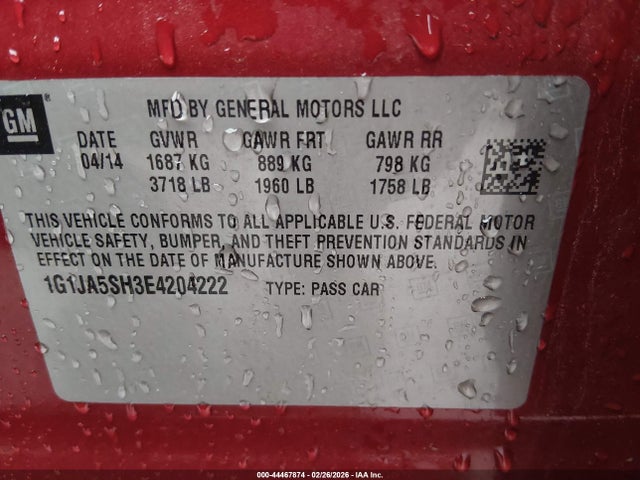 GM
®
MFD BY GENERAL MOTORS LLC
DATE GVWR GAWR FRT GAWR RR
04/14 1687 KG 889 KG 798 KG
3718 LB 1960 LB 1758 LB
THIS VEHICLE CONFORMS TO ALL APPLICABLE U.S. FEDERAL MOTOR
VEHICLE SAFETY, BUMPER, AND THEFT PREVENTION STANDARDS IN
EFFECT ON THE DATE OF MANUFACTURE SHOWN ABOVE.
1G1JA5SH3E4204222 TYPE: PASS CAR
000-44467874 | 02/26/2026 - IAA Inc.